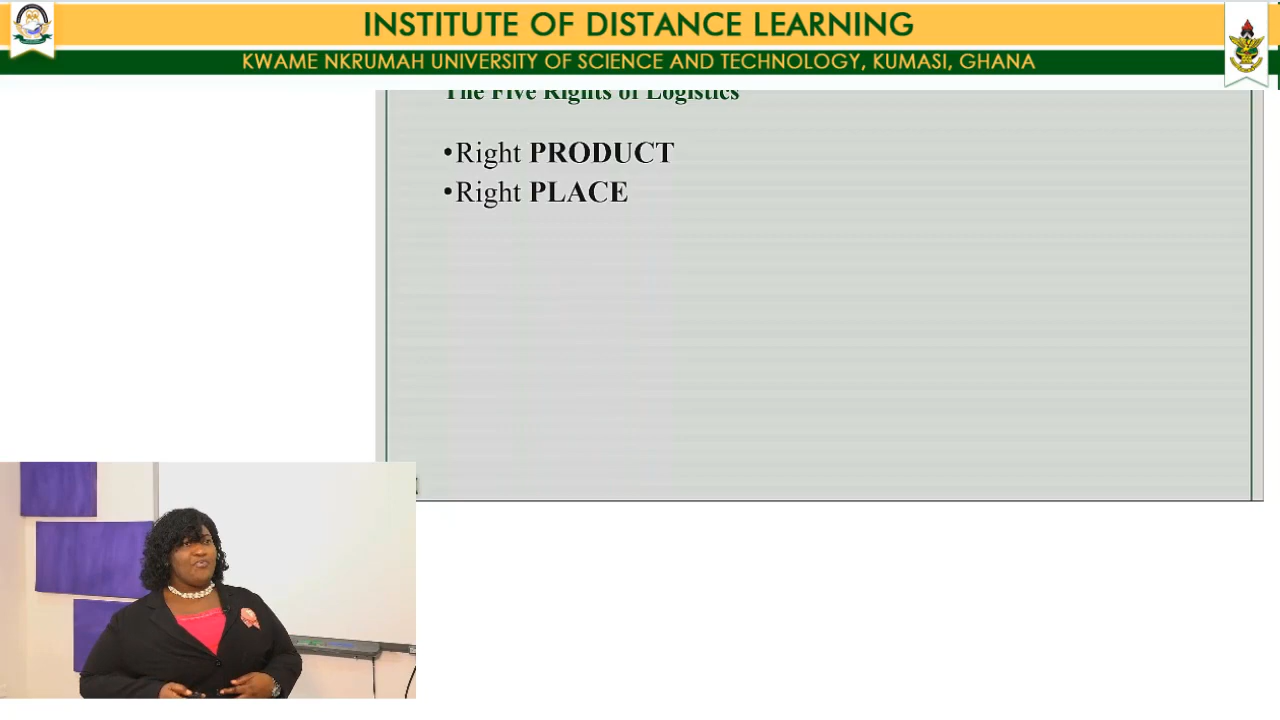 INSTITUTE OF DISTANCE LEARNING
KWAME NKRUMAH UNIVERSITY OF SCIENCE AND TECHNOLOGY, KUMASI, GHANA
The Five Rights of Logistics
•Right PRODUCT
•Right PLACE